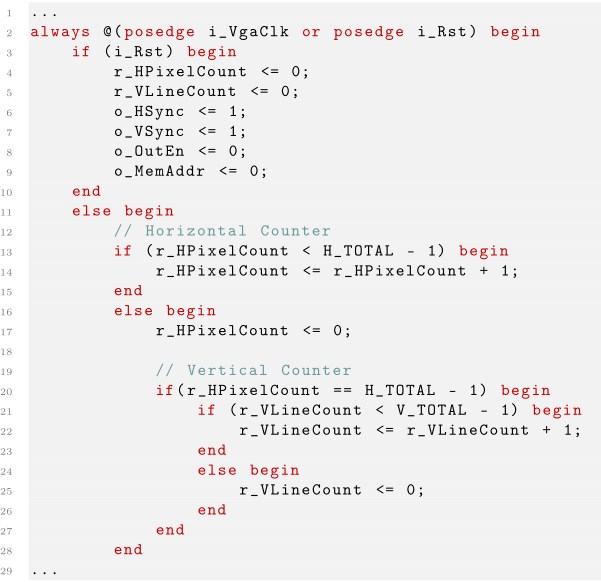 1 ...
2 always @(posedge i_VgaClk or posedge i_Rst) begin
3     if (i_Rst) begin
4         r_HPixelCount <= 0;
5         r_VLineCount <= 0;
6         o_HSync <= 1;
7         o_VSync <= 1;
8         o_OutEn <= 0;
9         o_MemAddr <= 0;
10     end
11     else begin
12         // Horizontal Counter
13         if (r_HPixelCount < H_TOTAL - 1) begin
14             r_HPixelCount <= r_HPixelCount + 1;
15         end
16         else begin
17             r_HPixelCount <= 0;
18
19             // Vertical Counter
20             if(r_HPixelCount == H_TOTAL - 1) begin
21                 if (r_VLineCount < V_TOTAL - 1) begin
22                     r_VLineCount <= r_VLineCount + 1;
23                 end
24                 else begin
25                     r_VLineCount <= 0;
26                 end
27             end
28         end
29 ...